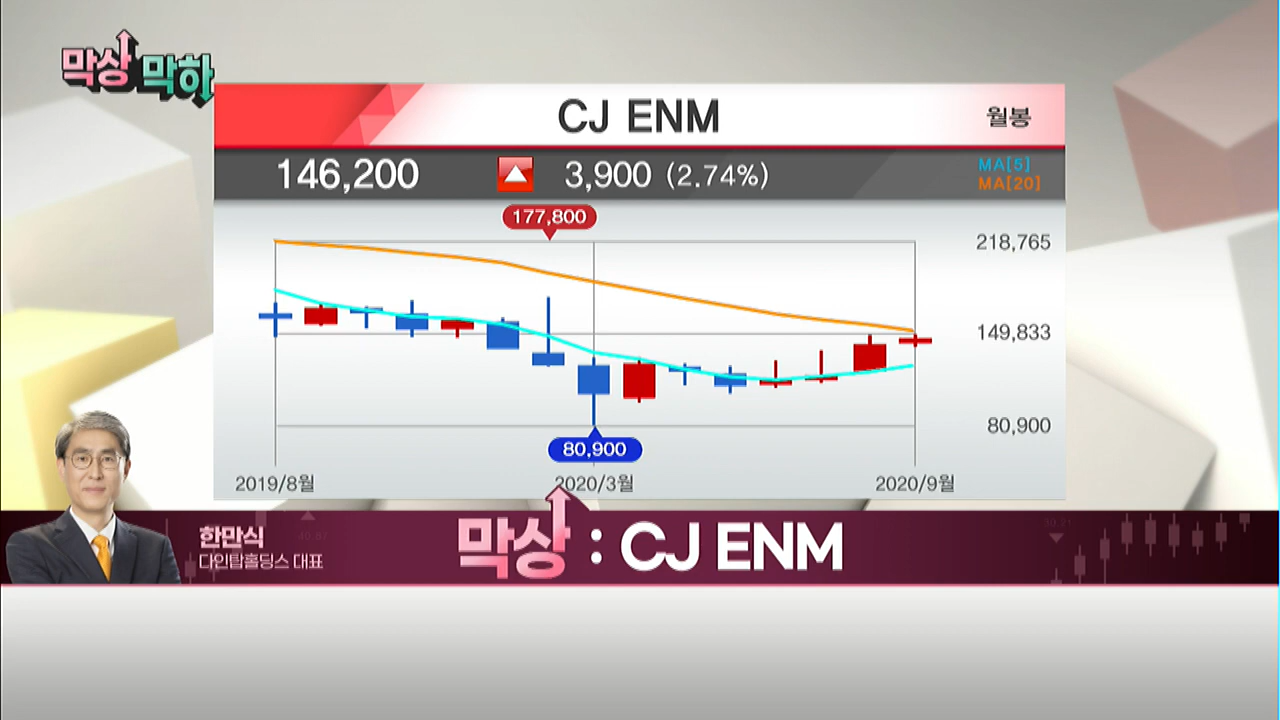 막상 막하
CJ ENM
월봉
146,200 3,900 (2.74%)
MA[5]
MA[20]
177,800
218,765
149,833
80,900
80,900
2019/8월 2020/3월 2020/9월
한만식
다인탑홀딩스 대표
막상 : CJ ENM